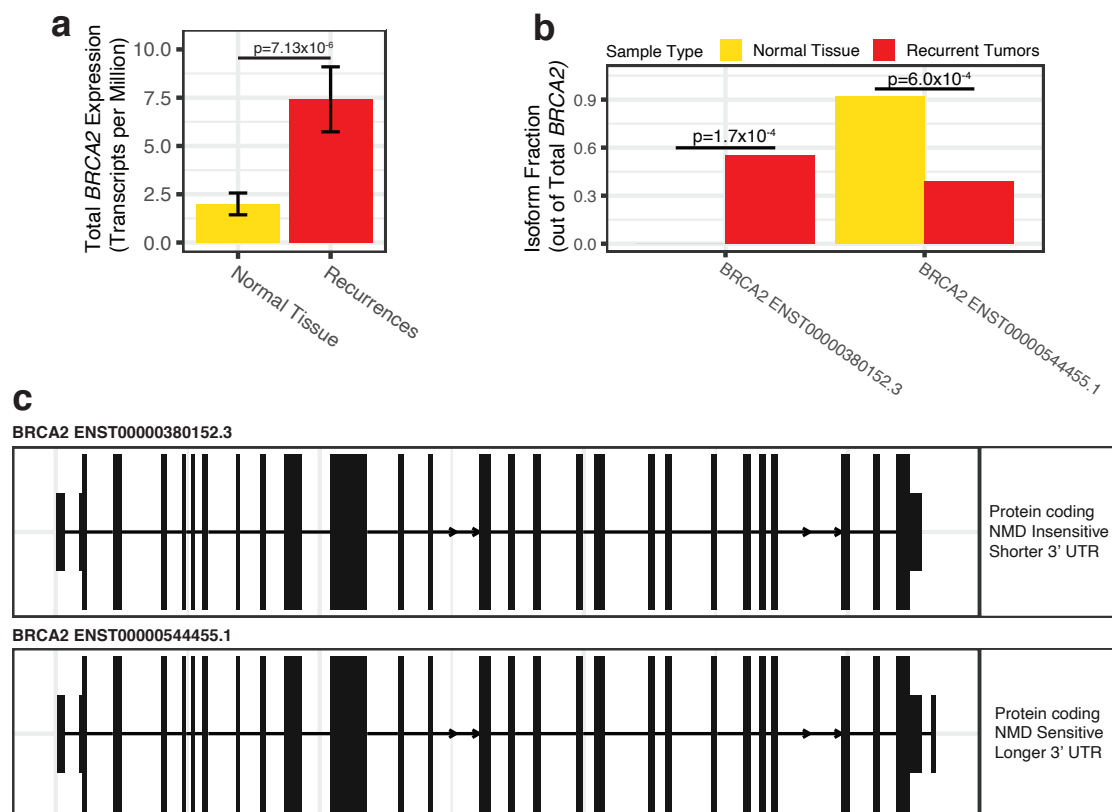 a
Total BRCA2 Expression
(Transcripts per Million)
10.0
7.5
5.0
2.5
0.0
p=7.13x10⁻⁶
Normal Tissue
Recurrences
b
Sample Type Normal Tissue Recurrent Tumors
Isoform Fraction
(out of Total BRCA2)
0.9
0.6
0.3
0.0
p=1.7x10⁻⁴
p=6.0x10⁻⁴
BRCA2 ENST00000380152.3
BRCA2 ENST00000544455.1
c
BRCA2 ENST00000380152.3
Protein coding
NMD Insensitive
Shorter 3' UTR
BRCA2 ENST00000544455.1
Protein coding
NMD Sensitive
Longer 3' UTR